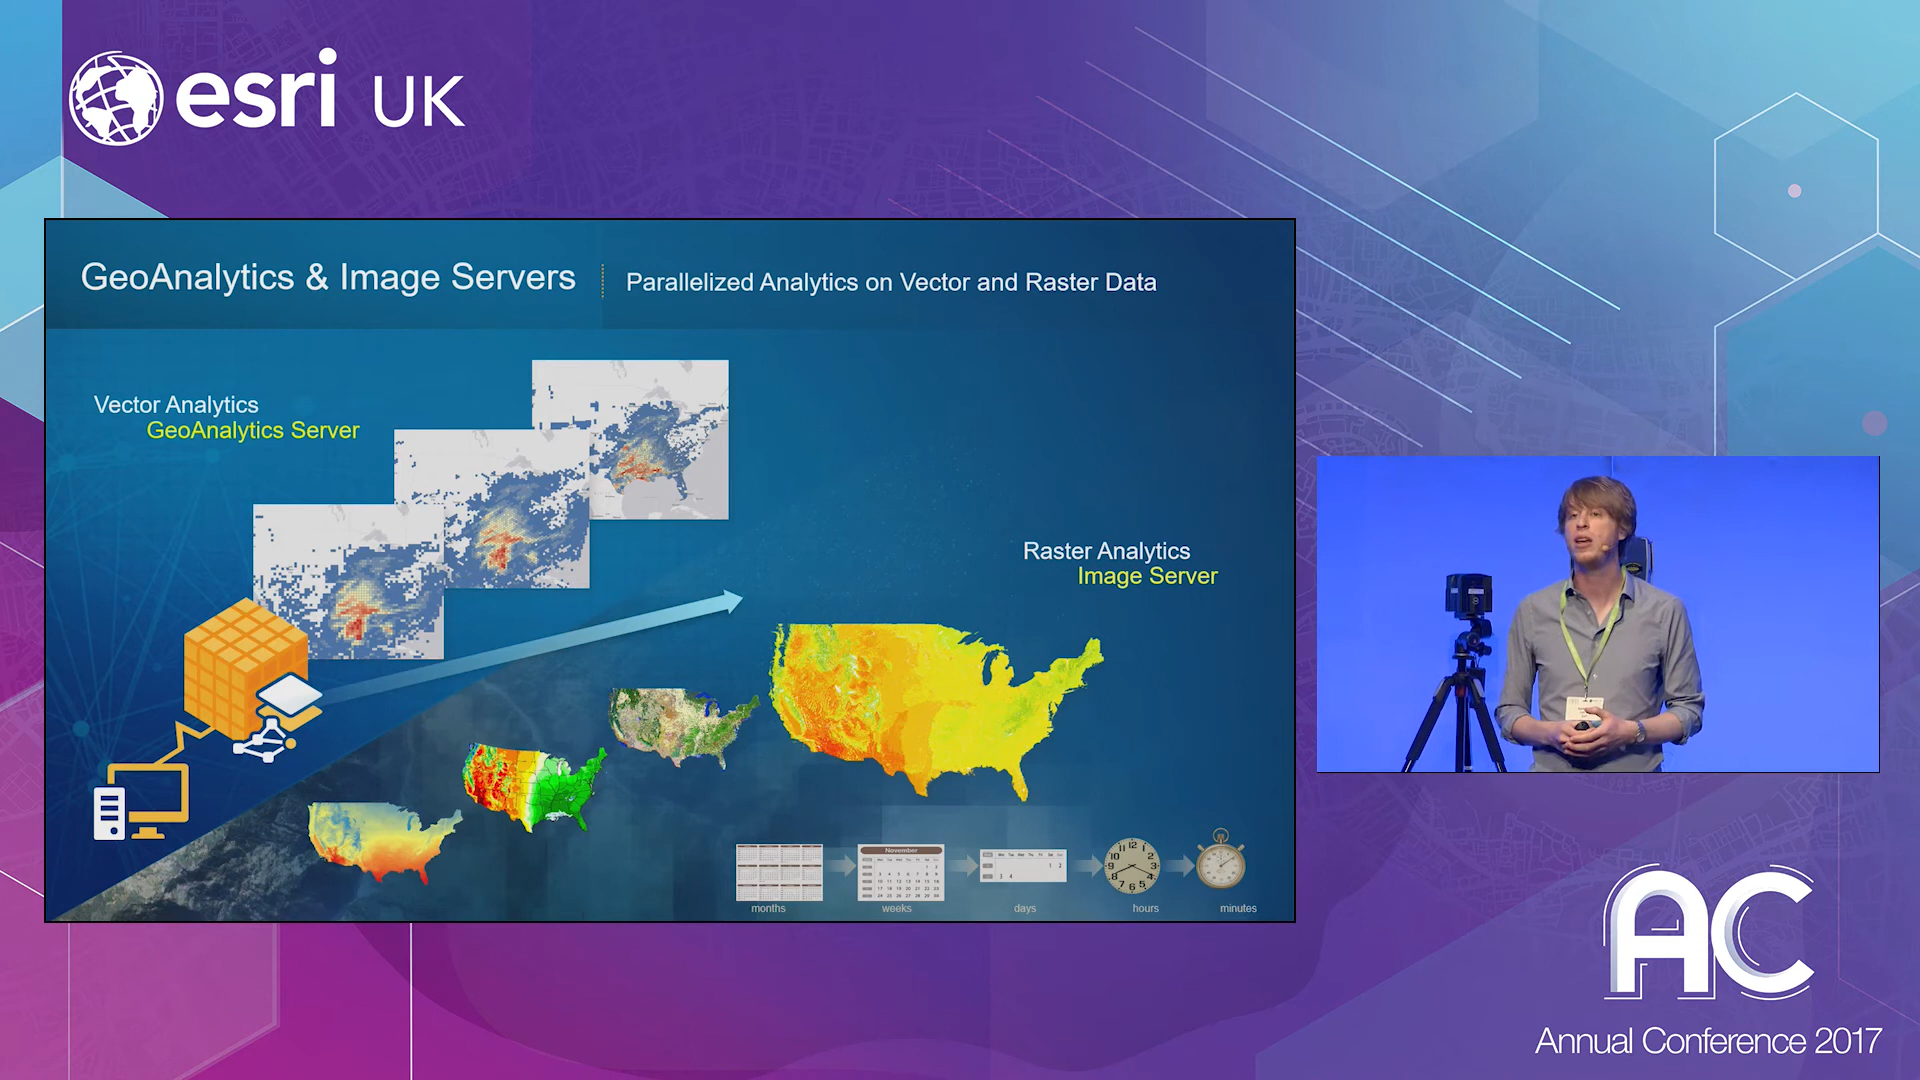 esri UK
GeoAnalytics & Image Servers
Parallelized Analytics on Vector and Raster Data
Vector Analytics
GeoAnalytics Server
Raster Analytics
Image Server
November
months
weeks
days
hours
minutes
AC
Annual Conference 2017